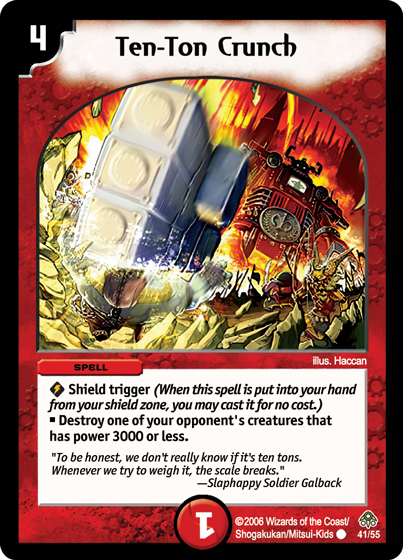 4
Ten-Ton Crunch
illus. Haccan
SPELL
Shield trigger (When this spell is put into your hand
from your shield zone, you may cast it for no cost.)
▪ Destroy one of your opponent's creatures that
has power 3000 or less.
"To be honest, we don't really know if it's ten tons.
Whenever we try to weigh it, the scale breaks."
—Slaphappy Soldier Galback
1
©2006 Wizards of the Coast/
Shogakukan/Mitsui-Kids
41/55